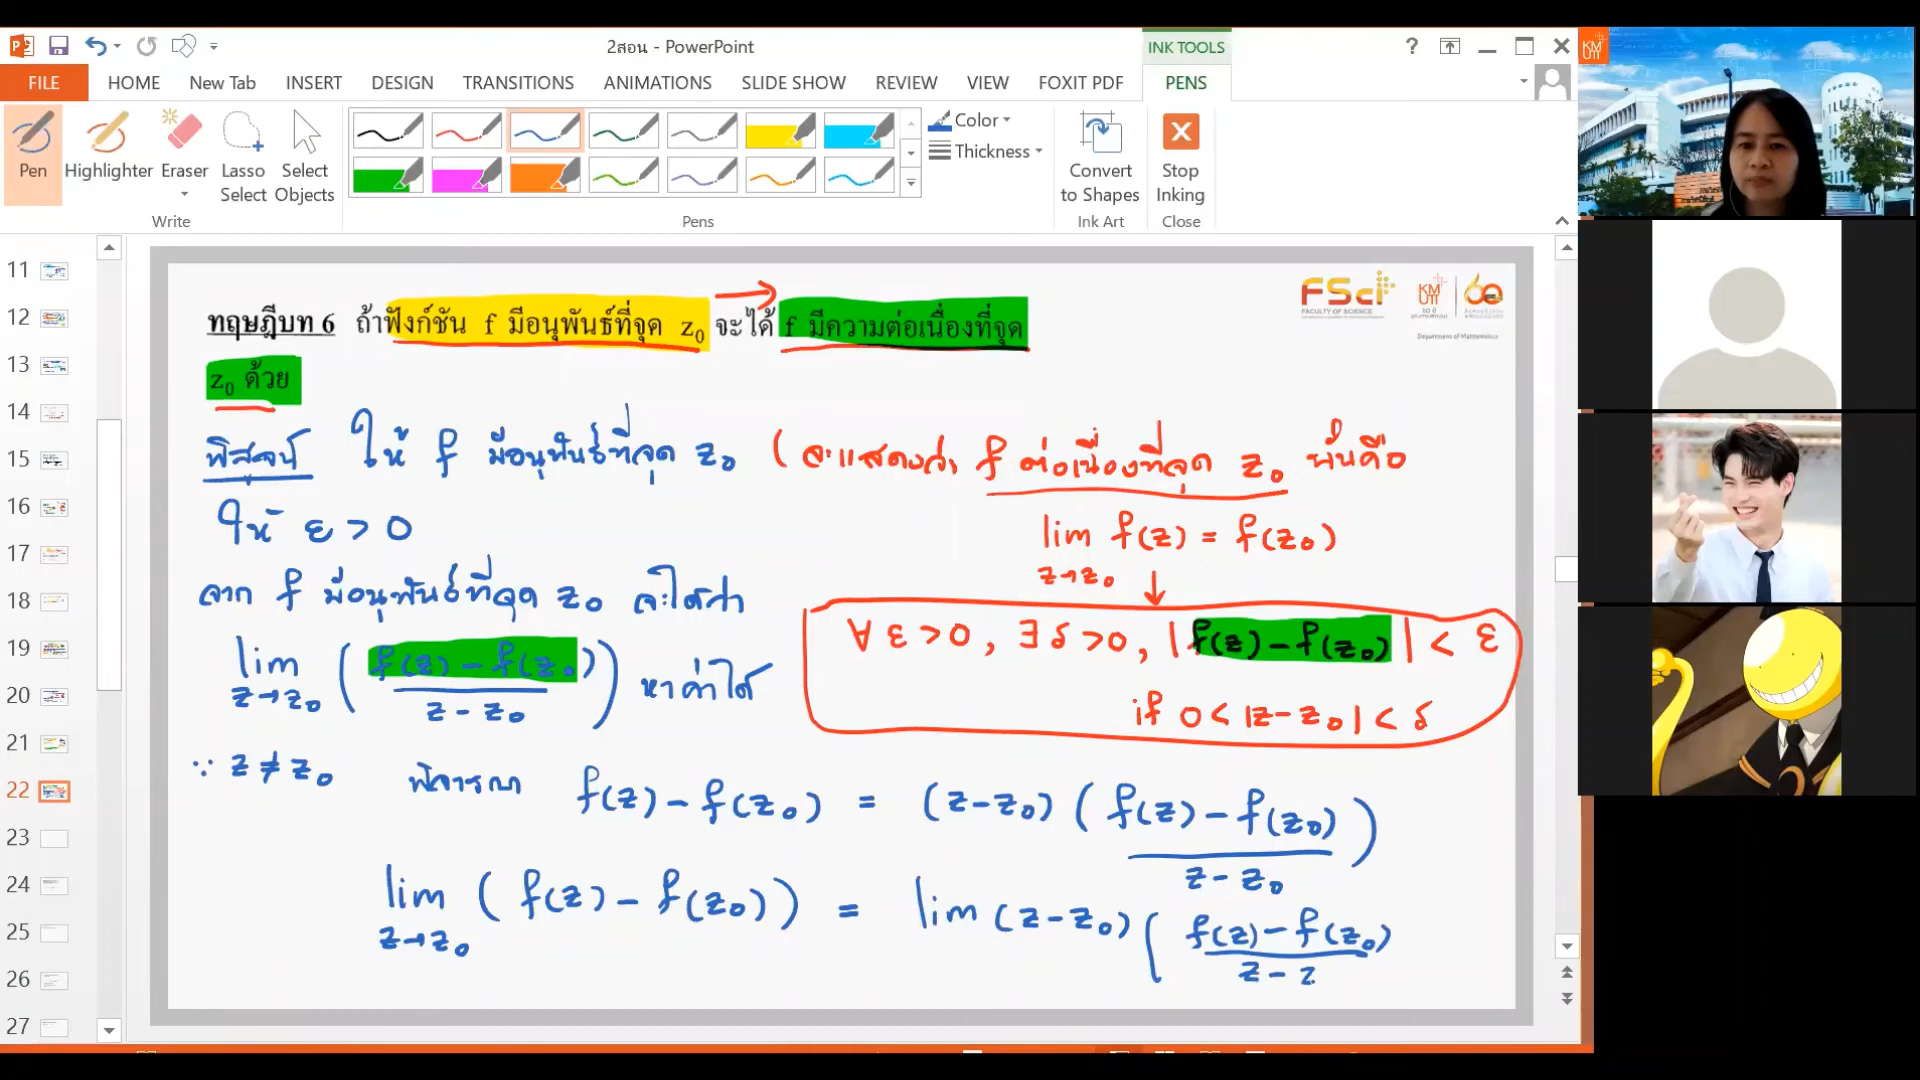 2สอน - PowerPoint
INK TOOLS
FILE HOME New Tab INSERT DESIGN TRANSITIONS ANIMATIONS SLIDE SHOW REVIEW VIEW FOXIT PDF PENS
Pen Highlighter Eraser Lasso Select Select Objects
Write
Pens
Color
Thickness
Convert to Shapes
Ink Art
Stop Inking
Close
11
12
13
14
15
16
17
18
19
20
21
22
23
24
25
26
27
FSci
FACULTY OF SCIENCE
KMUTT
Department of Mathematics
ทฤษฎีบท 6 ถ้าฟังก์ชัน f มีอนุพันธ์ที่จุด z₀ จะได้ f มีความต่อเนื่องที่จุด
z₀ ด้วย
พิสูจน์ ให้ f มีอนุพันธ์ที่จุด z₀ (จะแสดงว่า f ต่อเนื่องที่จุด z₀ นั่นคือ
lim f(z) = f(z₀)
z→z₀
ให้ ε > 0
จาก f มีอนุพันธ์ที่จุด z₀ จะได้ว่า
∀ ε > 0, ∃ δ > 0, | f(z) − f(z₀) | < ε
if 0 < |z − z₀| < δ
lim z→z₀ ( f(z) − f(z₀) / z − z₀ ) หาค่าได้
∵ z ≠ z₀ พิจารณา f(z) − f(z₀) = (z − z₀) ( f(z) − f(z₀) / z − z₀ )
lim z→z₀ ( f(z) − f(z₀) ) = lim (z − z₀) ( f(z) − f(z₀) / z − z